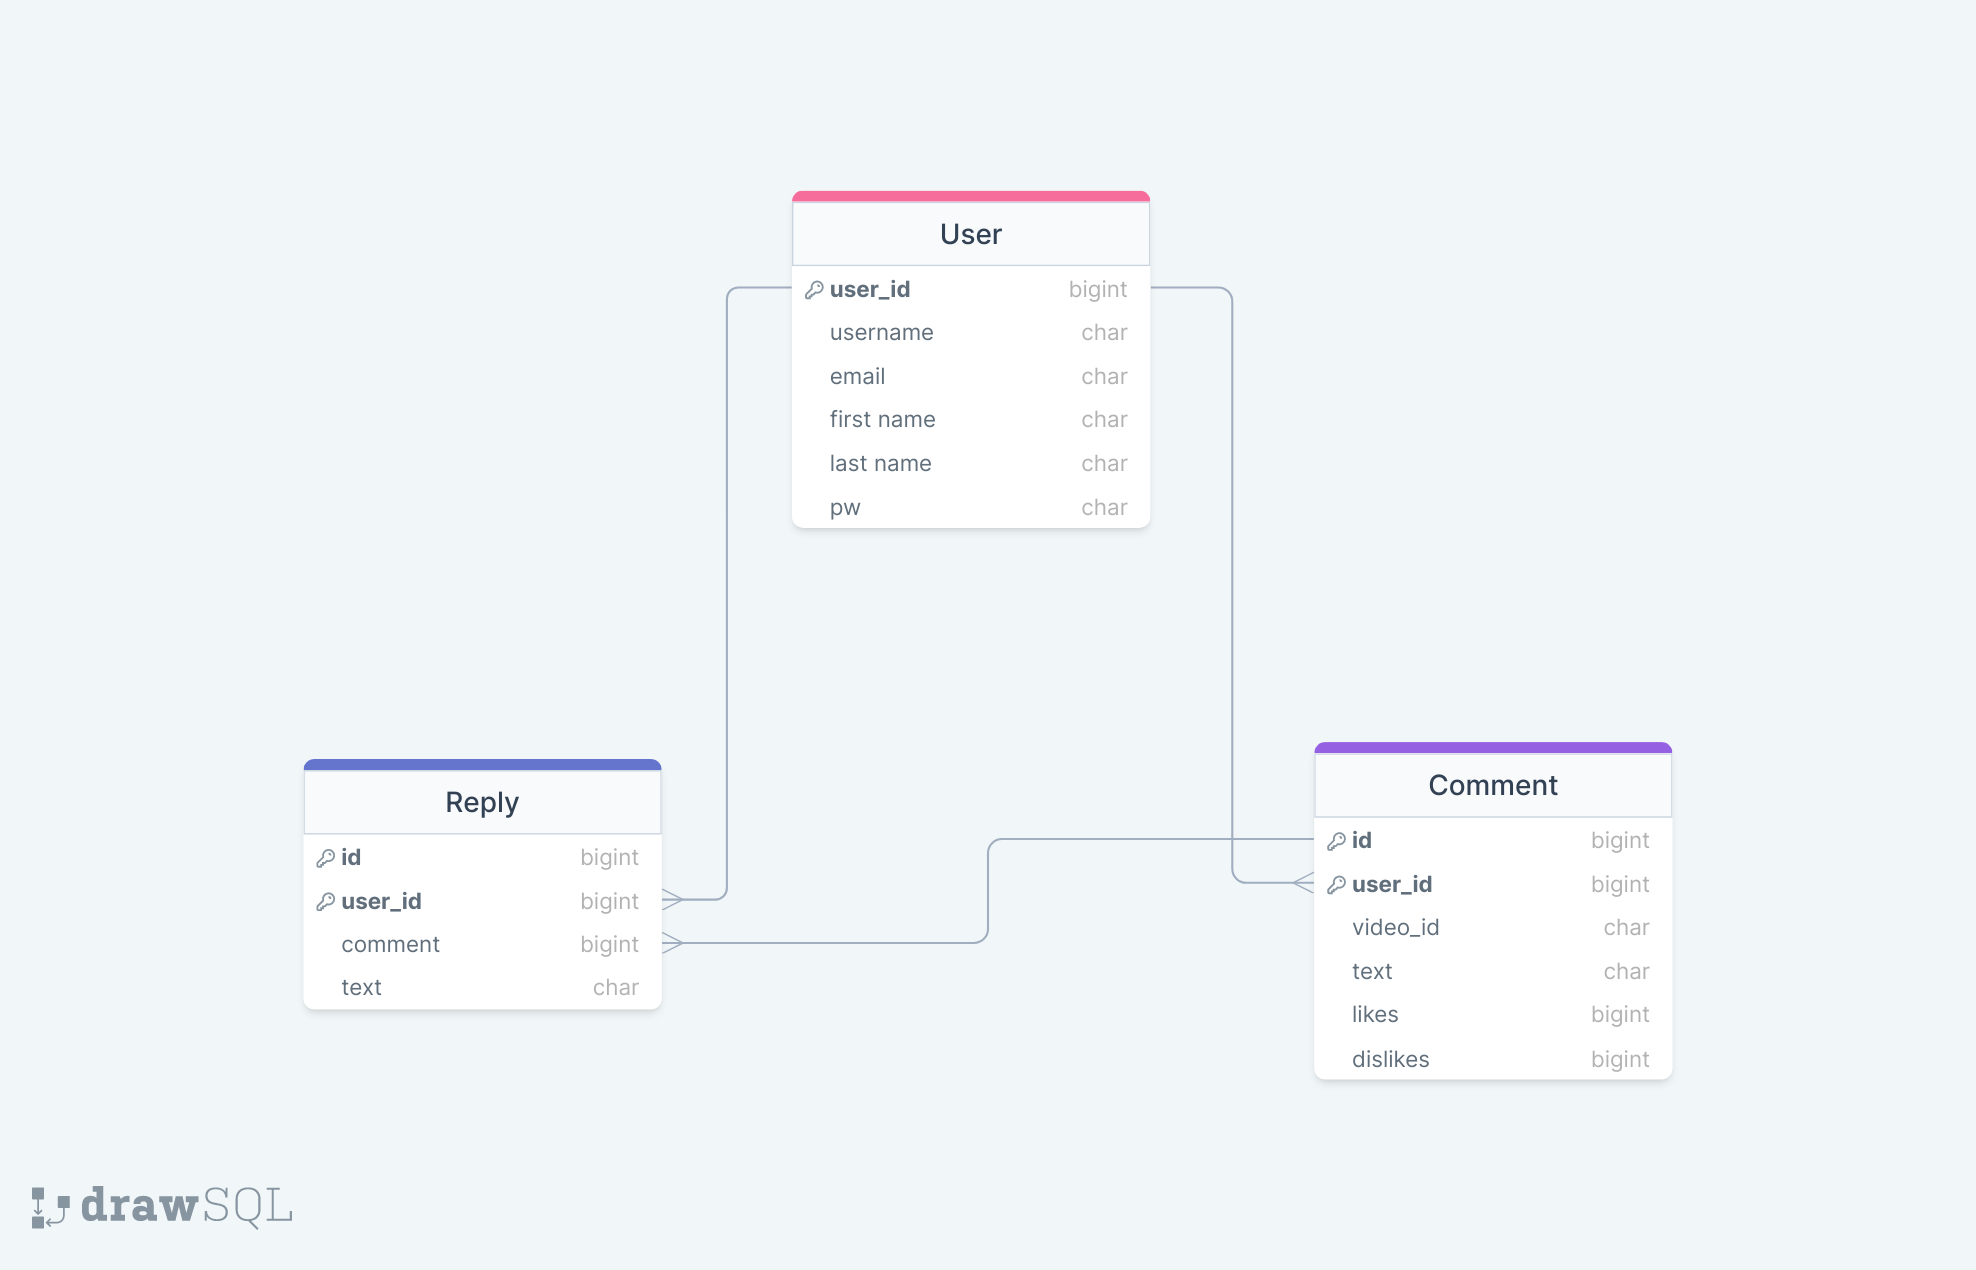 User
user_id bigint
username char
email char
first name char
last name char
pw char
Reply
id bigint
user_id bigint
comment bigint
text char
Comment
id bigint
user_id bigint
video_id char
text char
likes bigint
dislikes bigint
drawSQL